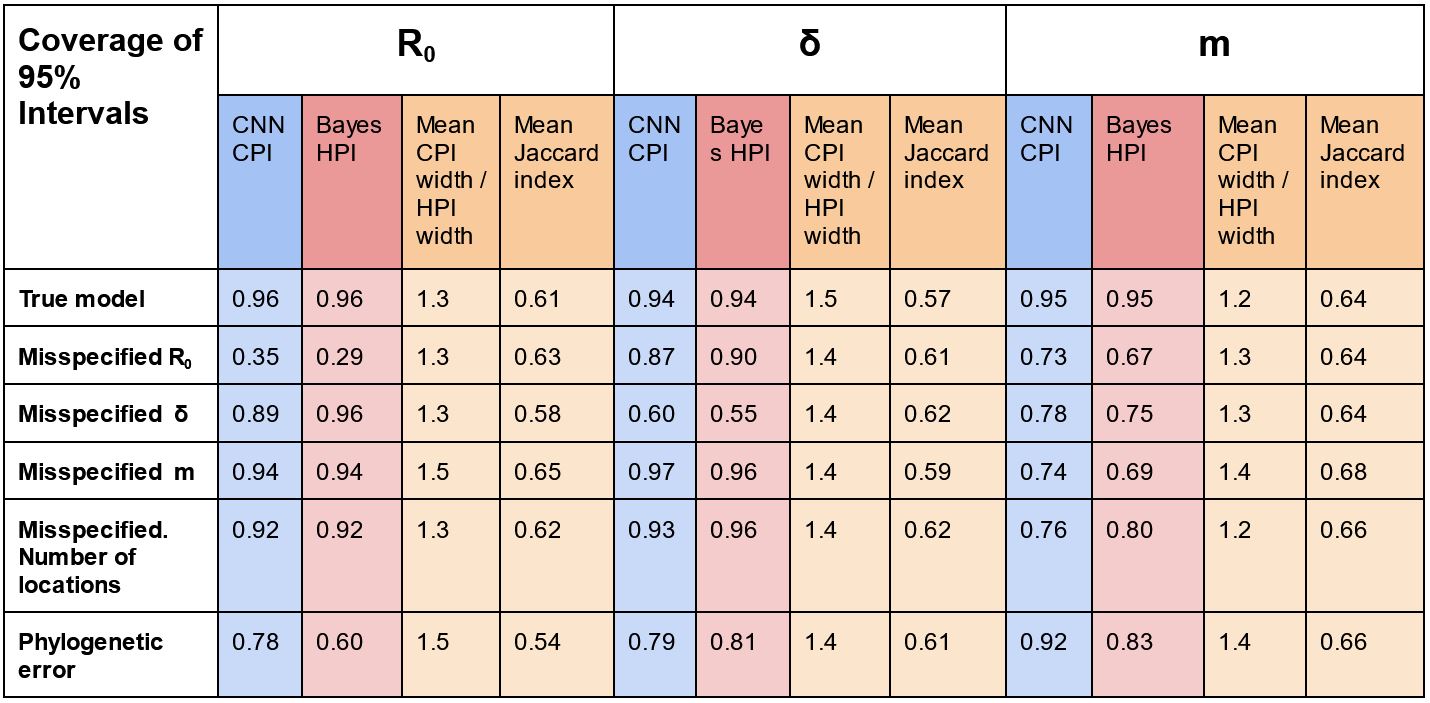 Coverage of 95% Intervals | R₀ | δ | m
CNN CPI | Bayes HPI | Mean CPI width / HPI width | Mean Jaccard index | CNN CPI | Baye s HPI | Mean CPI width / HPI width | Mean Jaccard index | CNN CPI | Bayes HPI | Mean CPI width / HPI width | Mean Jaccard index
True model | 0.96 | 0.96 | 1.3 | 0.61 | 0.94 | 0.94 | 1.5 | 0.57 | 0.95 | 0.95 | 1.2 | 0.64
Misspecified R₀ | 0.35 | 0.29 | 1.3 | 0.63 | 0.87 | 0.90 | 1.4 | 0.61 | 0.73 | 0.67 | 1.3 | 0.64
Misspecified δ | 0.89 | 0.96 | 1.3 | 0.58 | 0.60 | 0.55 | 1.4 | 0.62 | 0.78 | 0.75 | 1.3 | 0.64
Misspecified m | 0.94 | 0.94 | 1.5 | 0.65 | 0.97 | 0.96 | 1.4 | 0.59 | 0.74 | 0.69 | 1.4 | 0.68
Misspecified. Number of locations | 0.92 | 0.92 | 1.3 | 0.62 | 0.93 | 0.96 | 1.4 | 0.62 | 0.76 | 0.80 | 1.2 | 0.66
Phylogenetic error | 0.78 | 0.60 | 1.5 | 0.54 | 0.79 | 0.81 | 1.4 | 0.61 | 0.92 | 0.83 | 1.4 | 0.66